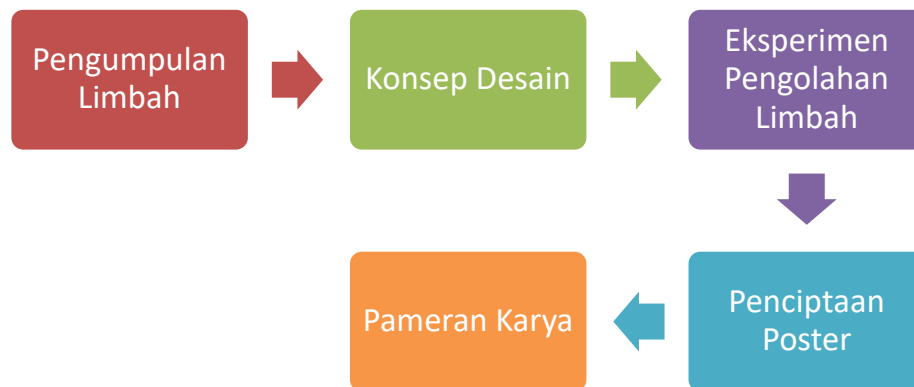 Pengumpulan
Limbah
Konsep Desain
Eksperimen
Pengolahan
Limbah
Penciptaan
Poster
Pameran Karya